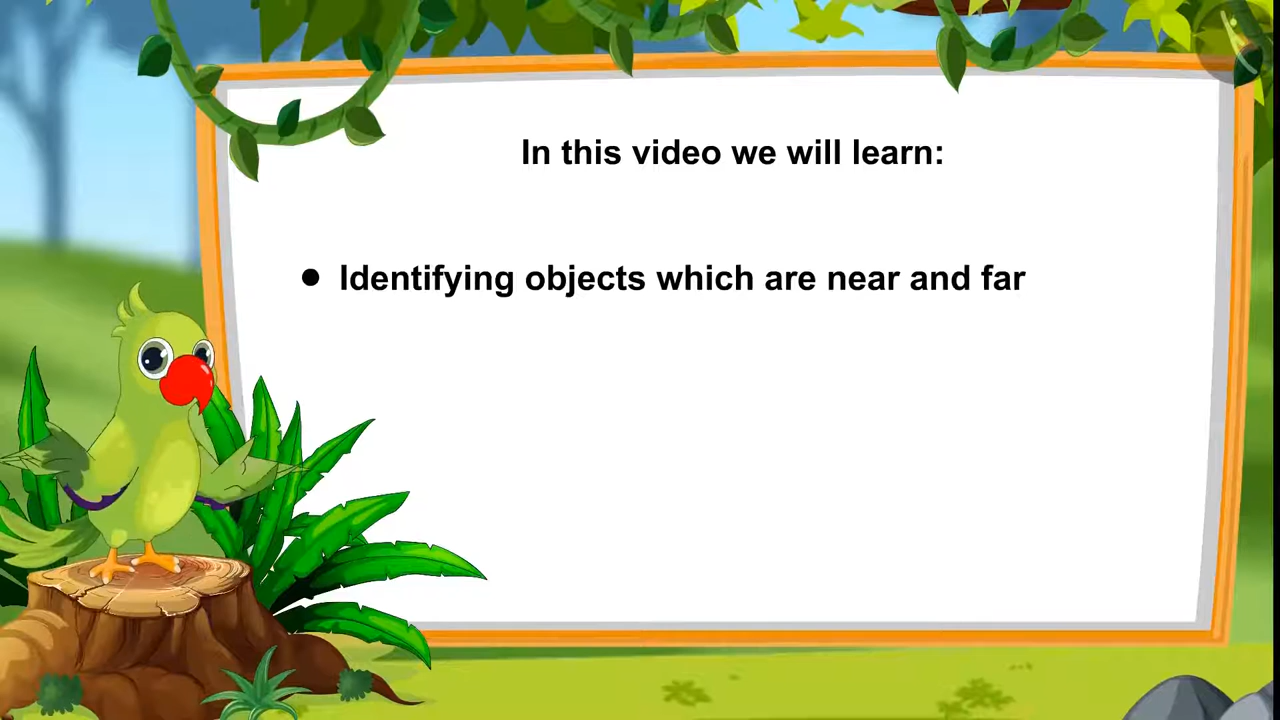 In this video we will learn:
● Identifying objects which are near and far